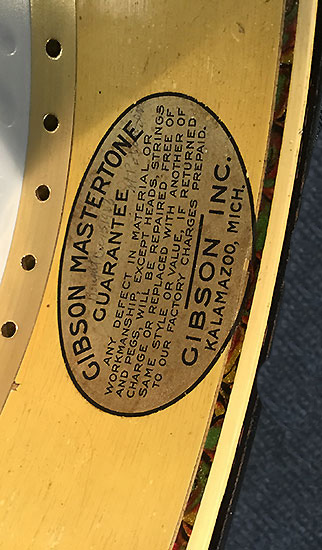 GIBSON MASTERTONE
GUARANTEE
ANY DEFECT IN MATERIAL OR
WORKMANSHIP, EXCEPT HEADS, STRINGS
AND PEGS, WILL BE REPAIRED FREE OF
CHARGE OR REPLACED WITH ANOTHER OF
SAME STYLE OR VALUE, IF RETURNED
TO OUR FACTORY CHARGES PREPAID.
GIBSON INC.
KALAMAZOO, MICH.